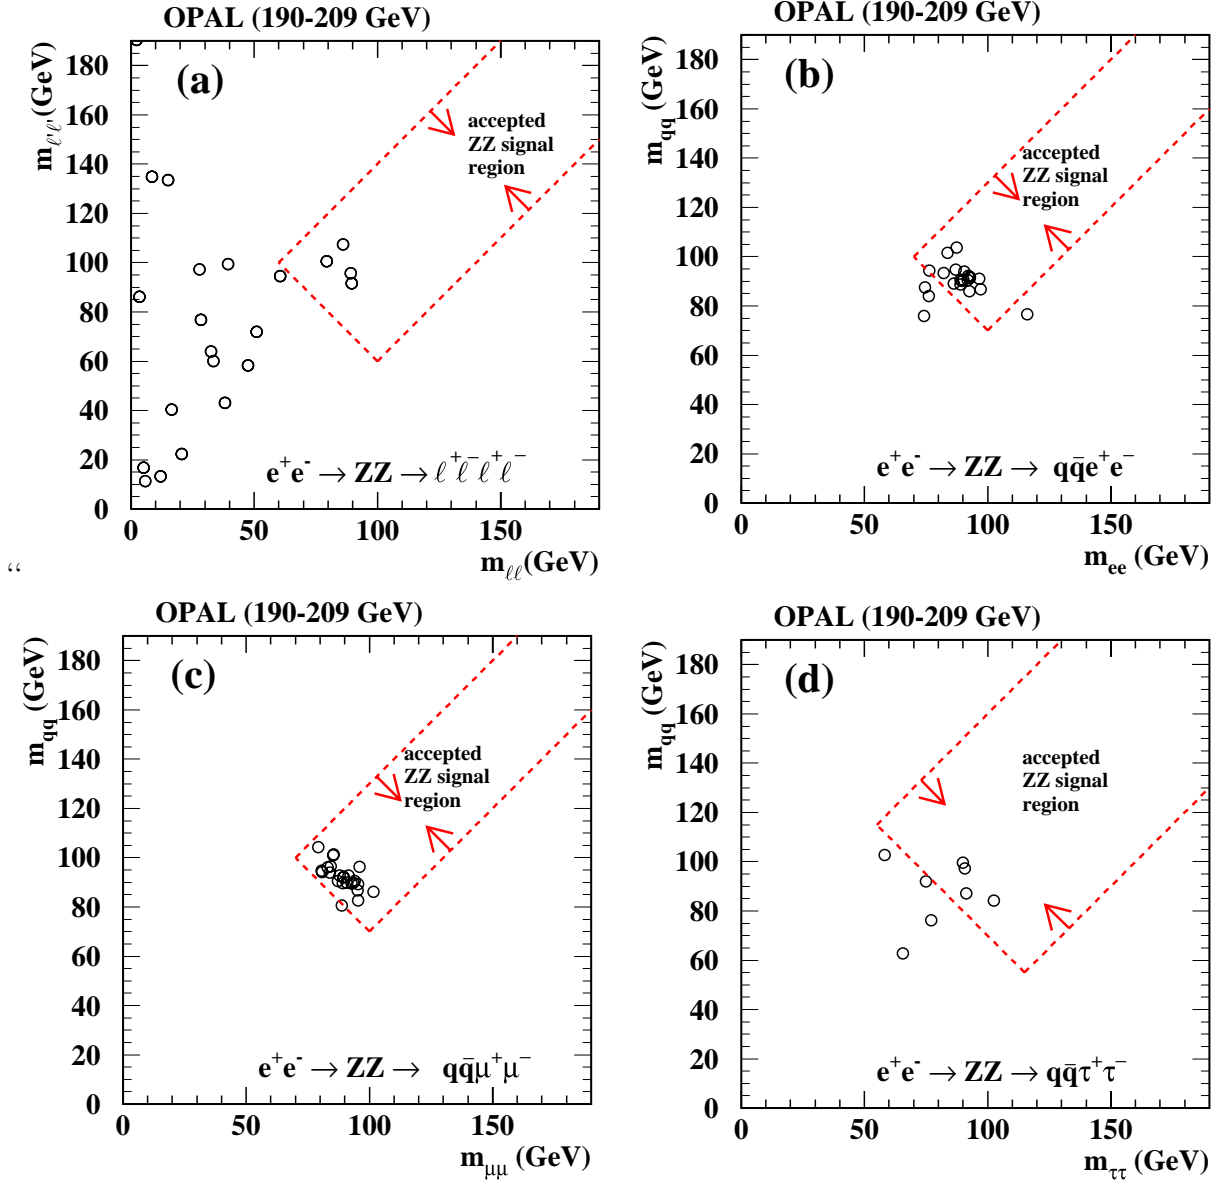 OPAL (190-209 GeV)
(a)
m_ℓ'ℓ' (GeV)
180
160
140
120
100
80
60
40
20
0
accepted
ZZ signal
region
e⁺e⁻ → ZZ → ℓ⁺ℓ⁻ℓ⁺ℓ⁻
0 50 100 150
m_ℓℓ (GeV)
OPAL (190-209 GeV)
(b)
m_qq (GeV)
180
160
140
120
100
80
60
40
20
0
accepted
ZZ signal
region
e⁺e⁻ → ZZ → qq̄e⁺e⁻
0 50 100 150
m_ee (GeV)
“
OPAL (190-209 GeV)
(c)
m_qq (GeV)
180
160
140
120
100
80
60
40
20
0
accepted
ZZ signal
region
e⁺e⁻ → ZZ → qq̄μ⁺μ⁻
0 50 100 150
m_μμ (GeV)
OPAL (190-209 GeV)
(d)
m_qq (GeV)
180
160
140
120
100
80
60
40
20
0
accepted
ZZ signal
region
e⁺e⁻ → ZZ → qq̄τ⁺τ⁻
0 50 100 150
m_ττ (GeV)